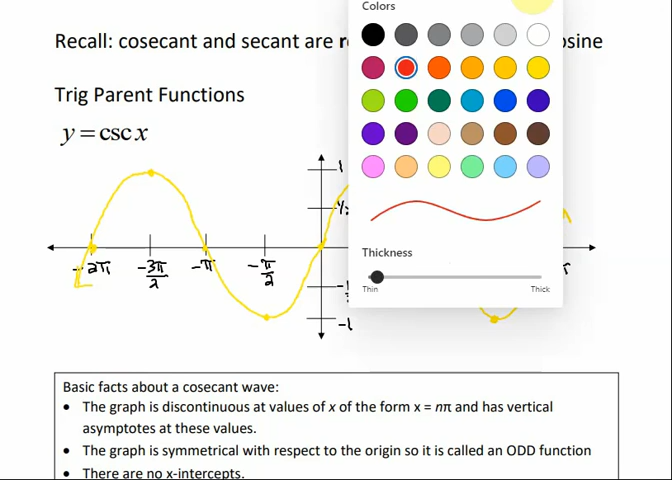 Colors
Recall: cosecant and secant are osine
Trig Parent Functions
y = csc x
1
-2π -3π/2 -π -π/2
-1
Thickness
Thin Thick
Basic facts about a cosecant wave:
• The graph is discontinuous at values of x of the form x = nπ and has vertical
asymptotes at these values.
• The graph is symmetrical with respect to the origin so it is called an ODD function
• There are no x-intercepts.